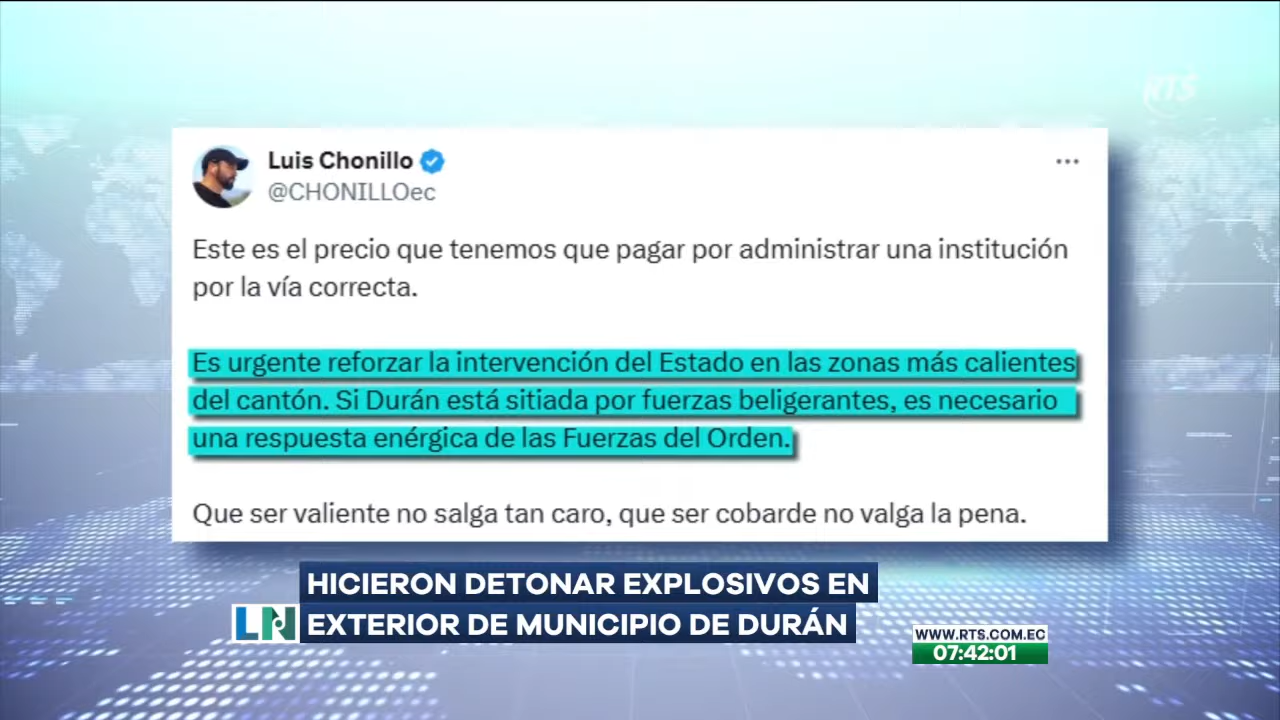 RTS
Luis Chonillo
@CHONILLOec
Este es el precio que tenemos que pagar por administrar una institución
por la vía correcta.
Es urgente reforzar la intervención del Estado en las zonas más calientes
del cantón. Si Durán está sitiada por fuerzas beligerantes, es necesario
una respuesta enérgica de las Fuerzas del Orden.
Que ser valiente no salga tan caro, que ser cobarde no valga la pena.
HICIERON DETONAR EXPLOSIVOS EN
LN EXTERIOR DE MUNICIPIO DE DURÁN
WWW.RTS.COM.EC
07:42:01